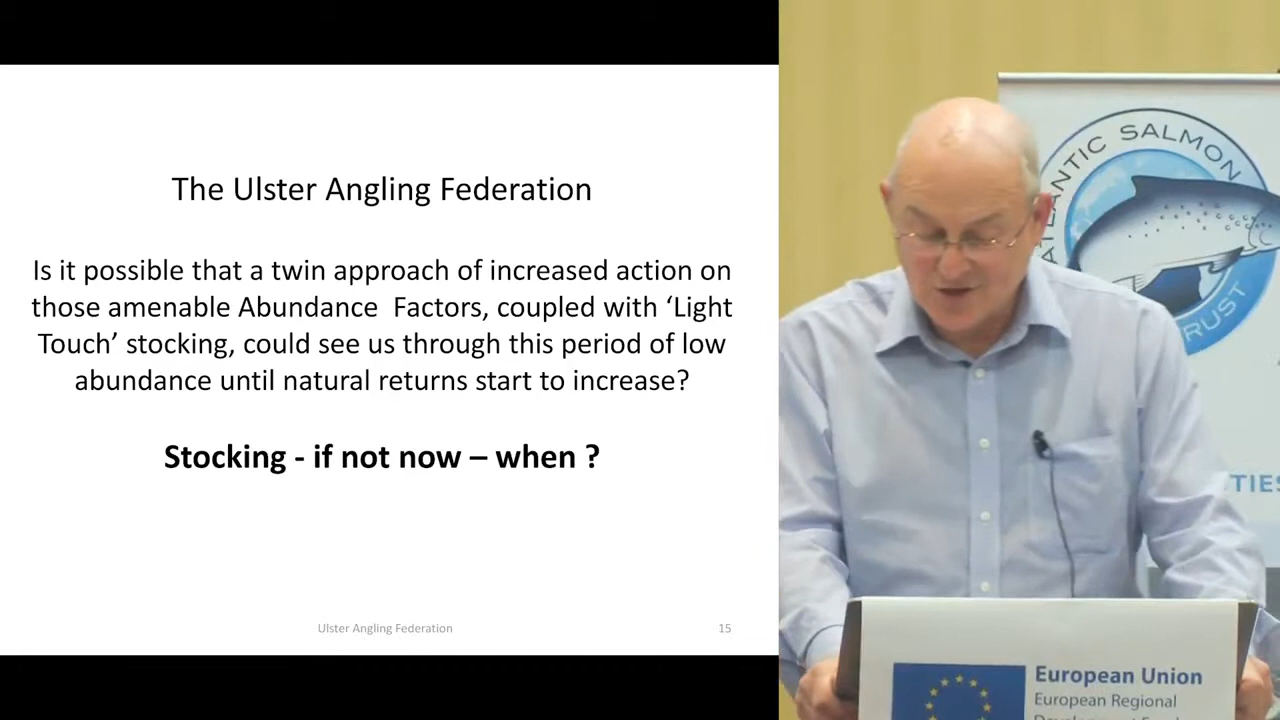 The Ulster Angling Federation
Is it possible that a twin approach of increased action on
those amenable Abundance Factors, coupled with ‘Light
Touch’ stocking, could see us through this period of low
abundance until natural returns start to increase?
Stocking - if not now – when ?
Ulster Angling Federation
15
ATLANTIC SALMON
TRUST
TIES
European Union
European Regional